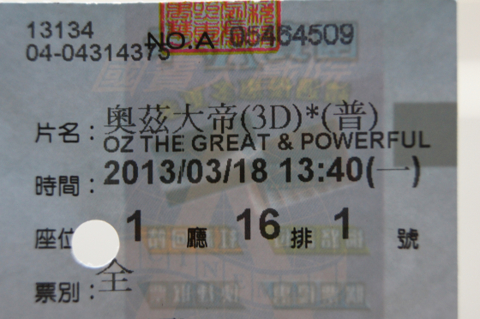 13134
04-04314375 NO.A 05464509
片名：奧茲大帝(3D)*(普)
OZ THE GREAT & POWERFUL
時間：2013/03/18 13:40(一)
座位 1 廳 16 排 1 號
票別：全